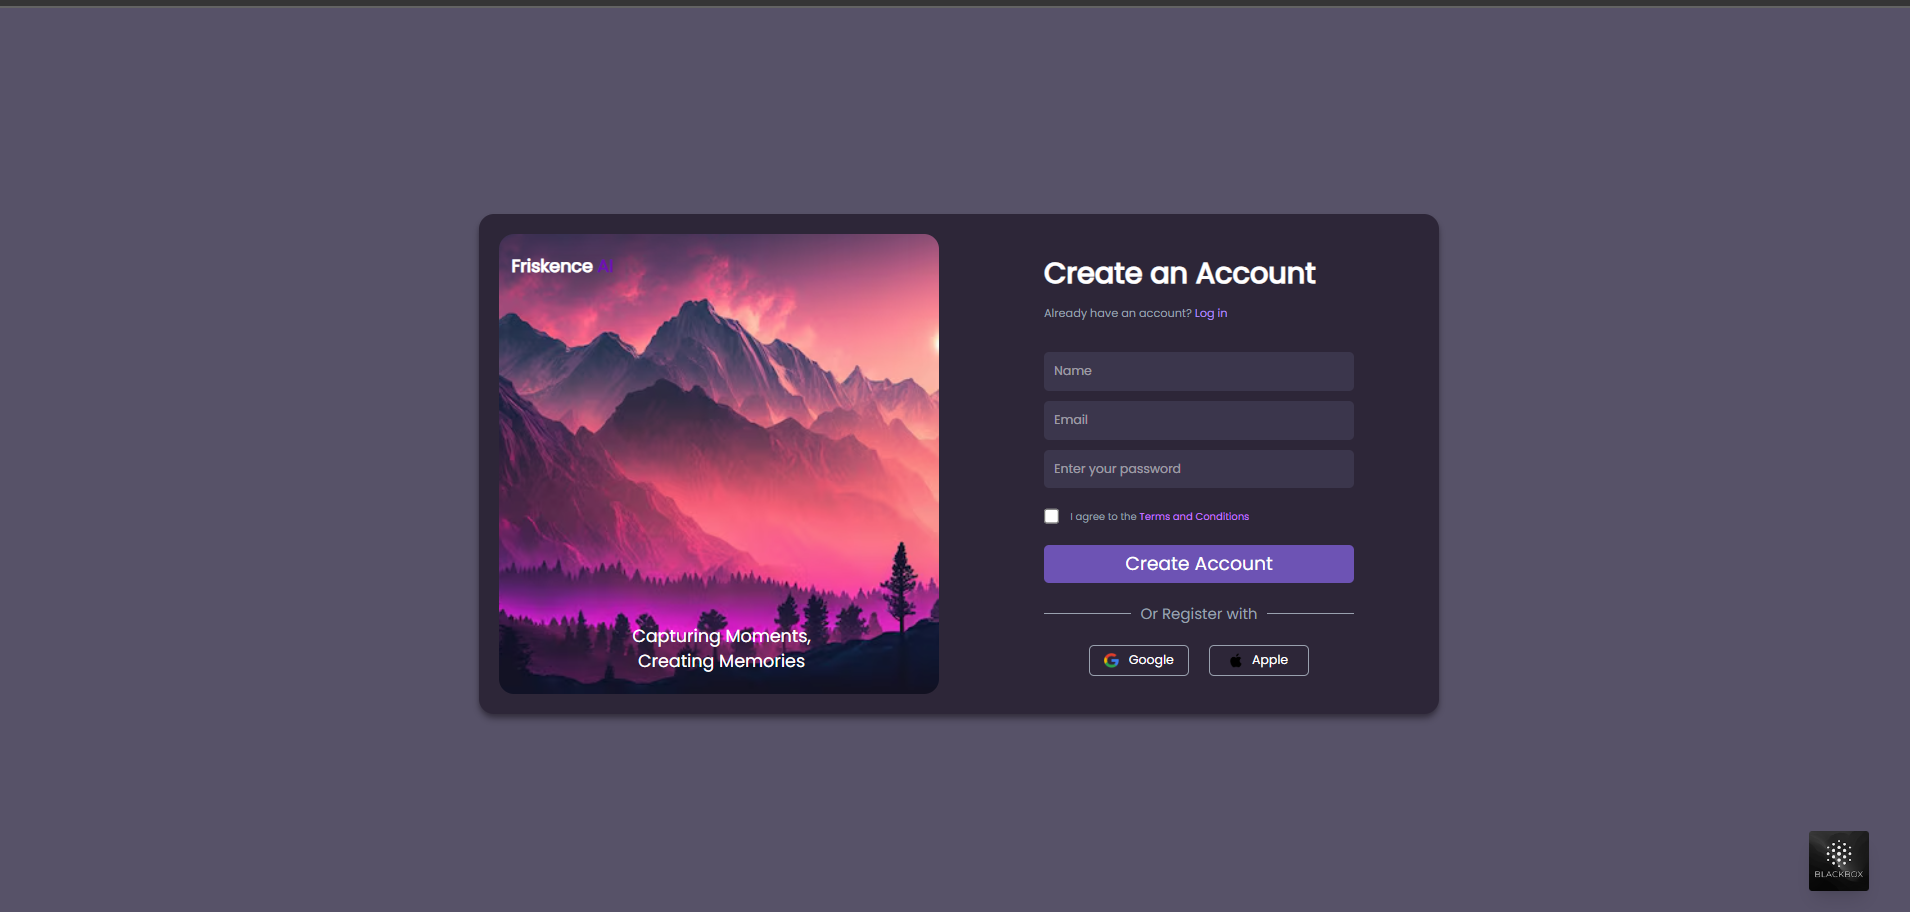 Friskence Ai
Capturing Moments,
Creating Memories
Create an Account
Already have an account? Log in
Name
Email
Enter your password
I agree to the Terms and Conditions
Create Account
Or Register with
Google
Apple
BLACKBOX